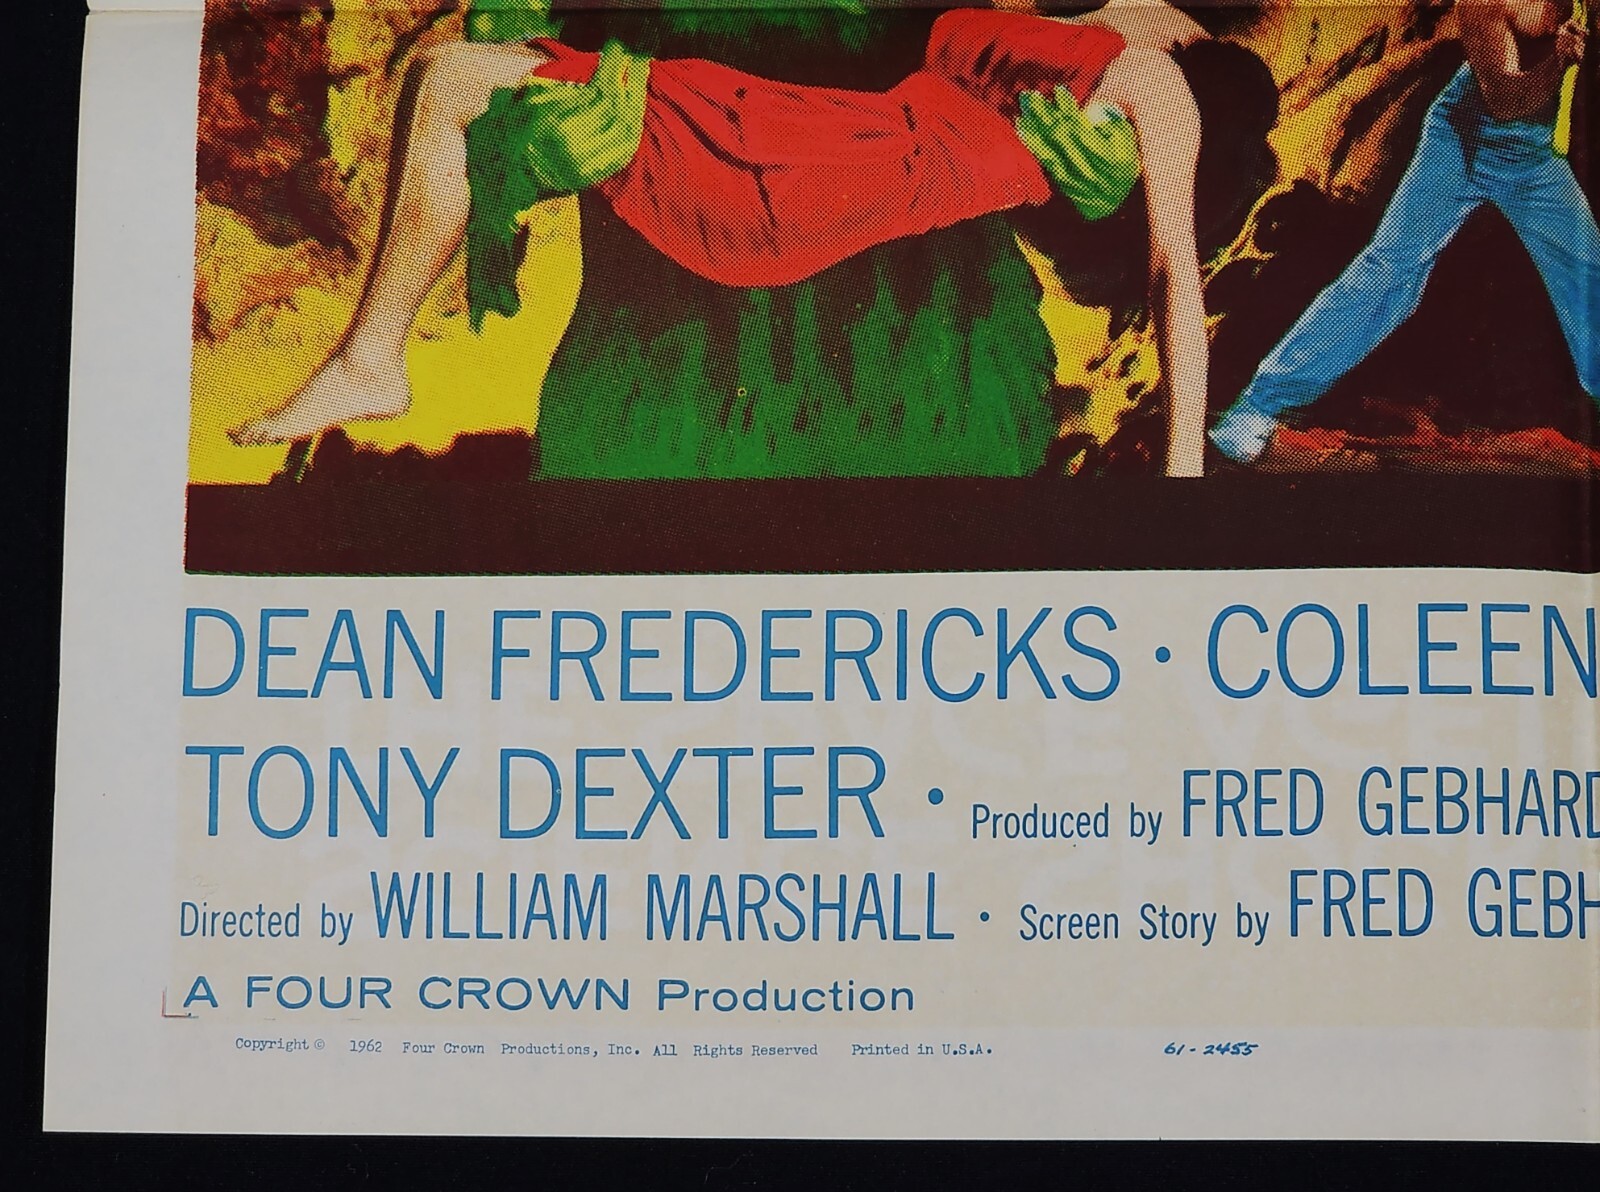 DEAN FREDERICKS · COLEEN
TONY DEXTER · Produced by FRED GEBHARD
Directed by WILLIAM MARSHALL · Screen Story by FRED GEBH
A FOUR CROWN Production
Copyright © 1962 Four Crown Productions, Inc. All Rights Reserved Printed in U.S.A. 61-2455